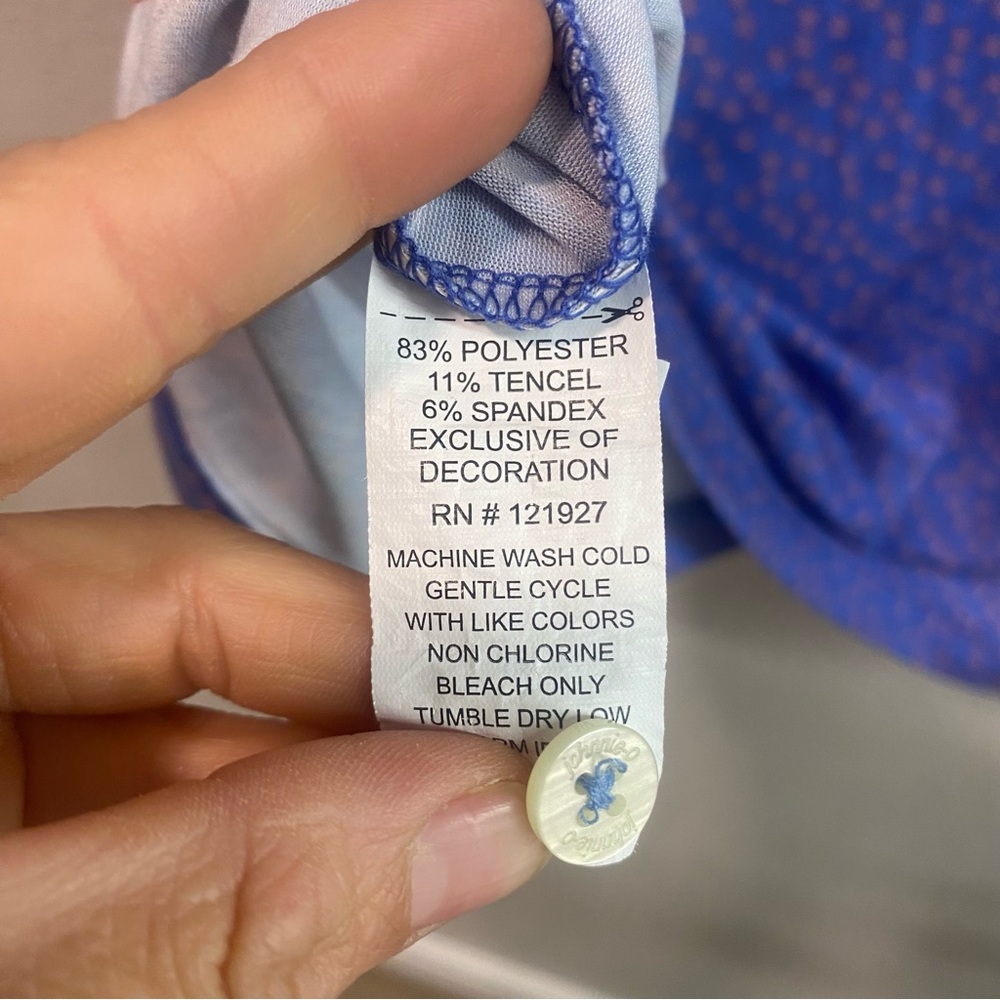 83% POLYESTER
11% TENCEL
6% SPANDEX
EXCLUSIVE OF
DECORATION
RN # 121927
MACHINE WASH COLD
GENTLE CYCLE
WITH LIKE COLORS
NON CHLORINE
BLEACH ONLY
TUMBLE DRY LOW
johnnie-O
johnnie-O